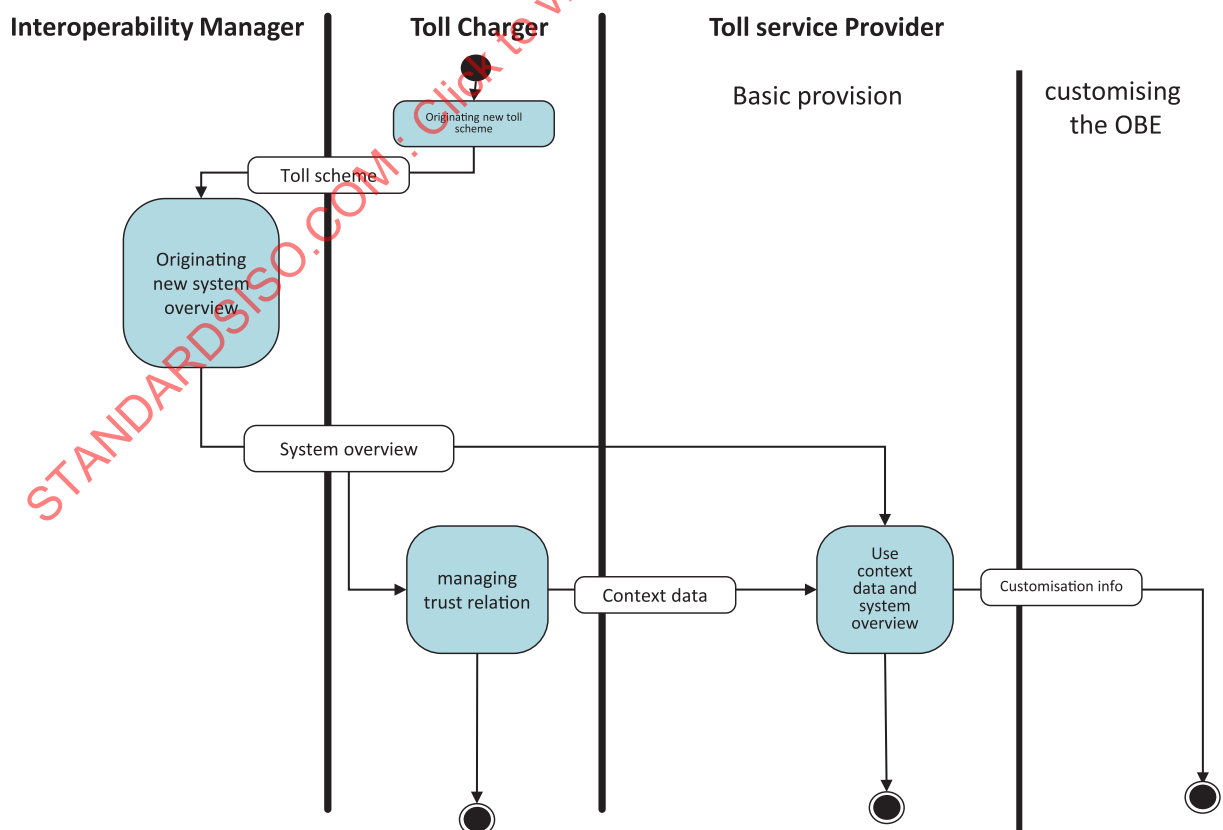 Interoperability Manager
Toll Charger
Toll service Provider
Basic provision
customising
the OBE
Originating new toll
scheme
Toll scheme
Originating
new system
overview
System overview
managing
trust relation
Context data
Use
context
data and
system
overview
Customisation info
STANDARDSISO.COM : Click to v